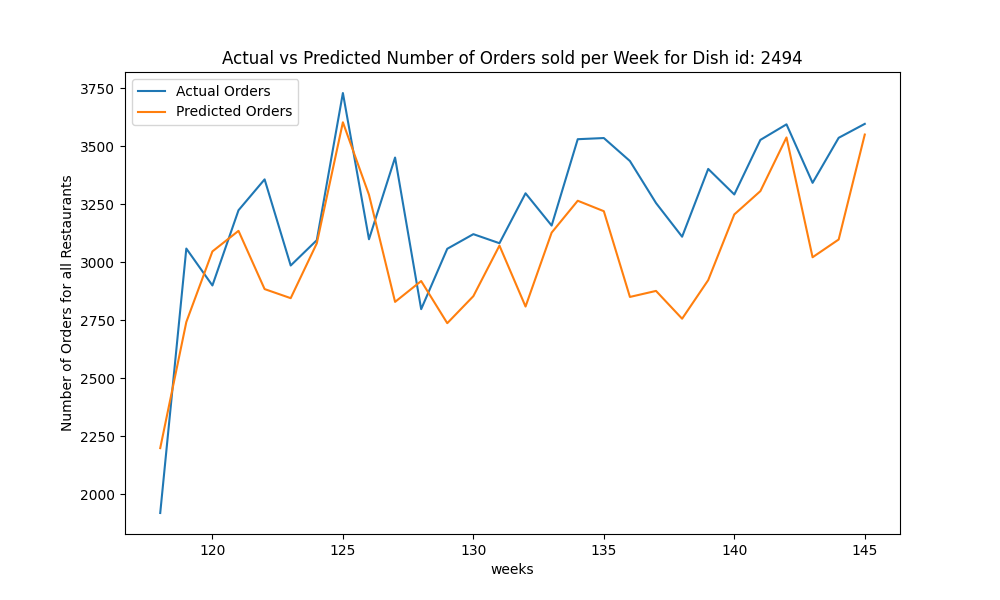 Actual vs Predicted Number of Orders sold per Week for Dish id: 2494
Actual Orders
Predicted Orders
Number of Orders for all Restaurants
3750
3500
3250
3000
2750
2500
2250
2000
120 125 130 135 140 145
weeks